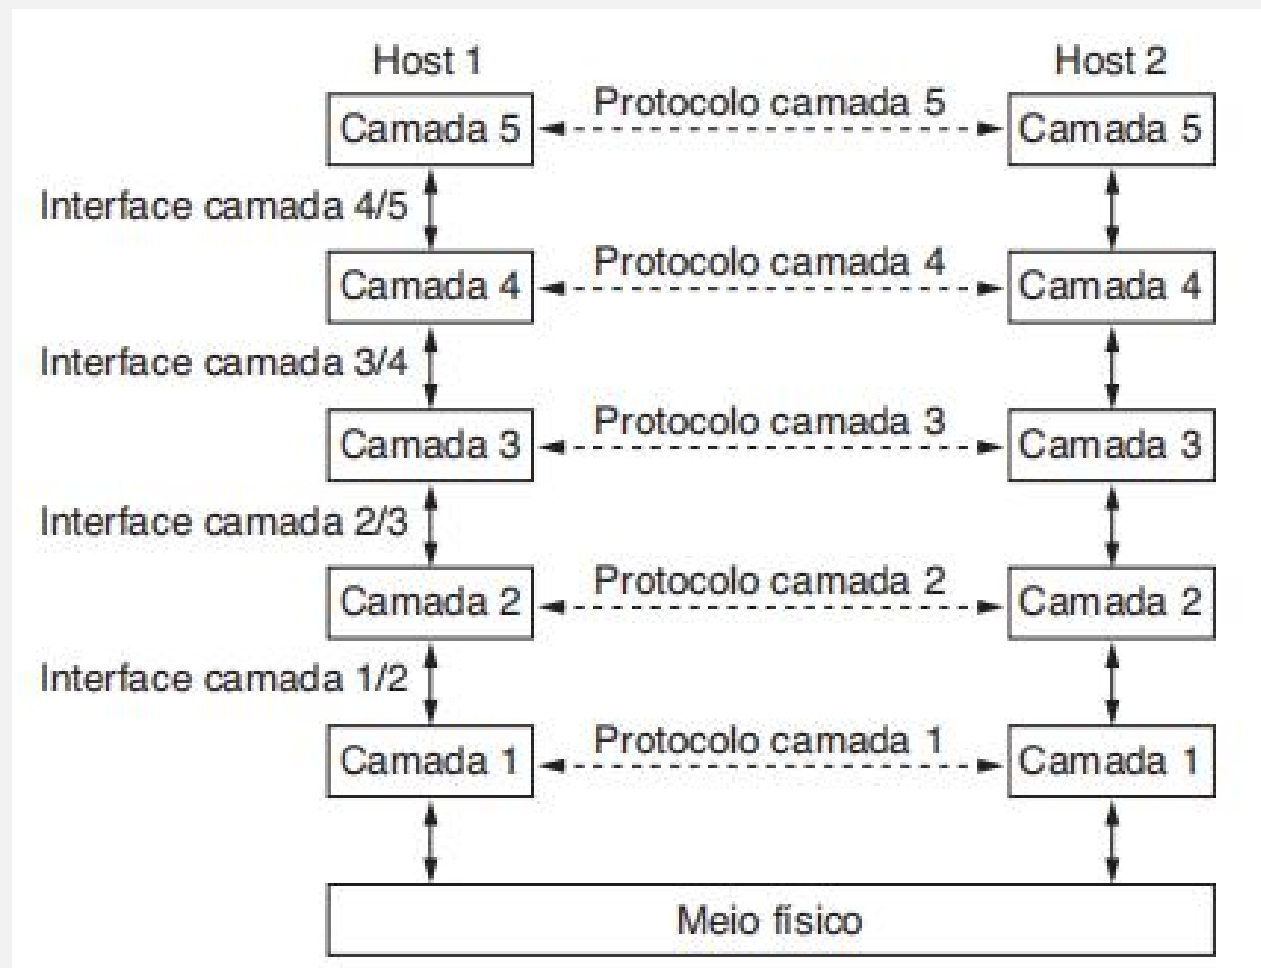 Host 1
Host 2
Camada 5
Protocolo camada 5
Camada 5
Interface camada 4/5
Camada 4
Protocolo camada 4
Camada 4
Interface camada 3/4
Camada 3
Protocolo camada 3
Camada 3
Interface camada 2/3
Camada 2
Protocolo camada 2
Camada 2
Interface camada 1/2
Camada 1
Protocolo camada 1
Camada 1
Meio físico